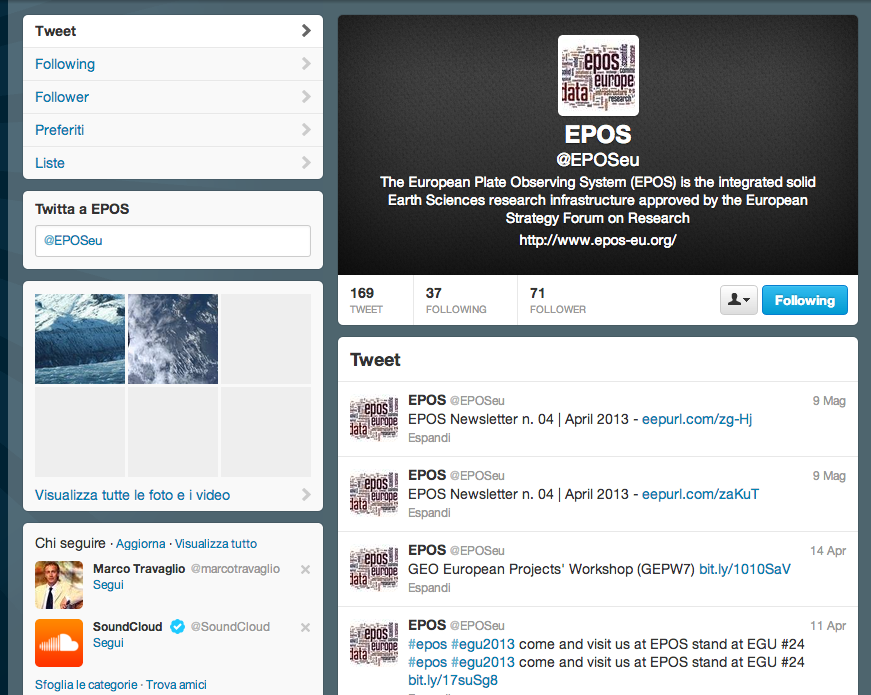 Tweet
Following
Follower
Preferiti
Liste
Twitta a EPOS
@EPOSeu
Visualizza tutte le foto e i video
Chi seguire · Aggiorna · Visualizza tutto
Marco Travaglio @marcotravaglio
Segui
SoundCloud @SoundCloud
Segui
Sfoglia le categorie · Trova amici
epos
europe
data
research
infrastructure
scientific
EPOS
@EPOSeu
The European Plate Observing System (EPOS) is the integrated solid
Earth Sciences research infrastructure approved by the European
Strategy Forum on Research
http://www.epos-eu.org/
169
TWEET
37
FOLLOWING
71
FOLLOWER
Following
Tweet
EPOS @EPOSeu 9 Mag
EPOS Newsletter n. 04 | April 2013 - eepurl.com/zg-Hj
Espandi
EPOS @EPOSeu 9 Mag
EPOS Newsletter n. 04 | April 2013 - eepurl.com/zaKuT
Espandi
EPOS @EPOSeu 14 Apr
GEO European Projects' Workshop (GEPW7) bit.ly/1010SaV
Espandi
EPOS @EPOSeu 11 Apr
#epos #egu2013 come and visit us at EPOS stand at EGU #24
#epos #egu2013 come and visit us at EPOS stand at EGU #24
bit.ly/17suSg8